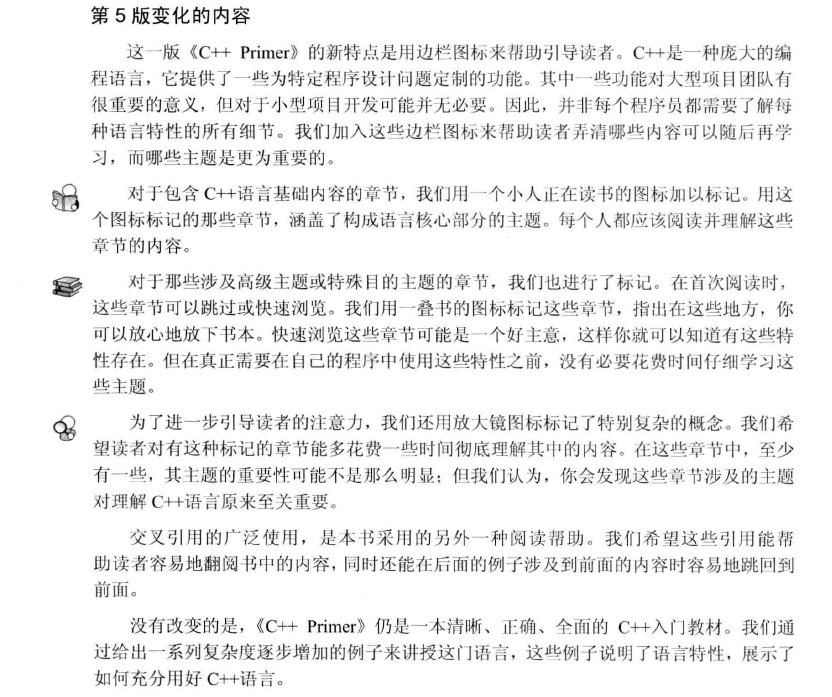 第 5 版变化的内容
这一版《C++ Primer》的新特点是用边栏图标来帮助引导读者。C++是一种庞大的编
程语言，它提供了一些为特定程序设计问题定制的功能。其中一些功能对大型项目团队有
很重要的意义，但对于小型项目开发可能并无必要。因此，并非每个程序员都需要了解每
种语言特性的所有细节。我们加入这些边栏图标来帮助读者弄清哪些内容可以随后再学
习，而哪些主题是更为重要的。
对于包含 C++语言基础内容的章节，我们用一个小人正在读书的图标加以标记。用这
个图标标记的那些章节，涵盖了构成语言核心部分的主题。每个人都应该阅读并理解这些
章节的内容。
对于那些涉及高级主题或特殊目的主题的章节，我们也进行了标记。在首次阅读时，
这些章节可以跳过或快速浏览。我们用一叠书的图标标记这些章节，指出在这些地方，你
可以放心地放下书本。快速浏览这些章节可能是一个好主意，这样你就可以知道有这些特
性存在。但在真正需要在自己的程序中使用这些特性之前，没有必要花费时间仔细学习这
些主题。
为了进一步引导读者的注意力，我们还用放大镜图标标记了特别复杂的概念。我们希
望读者对有这种标记的章节能多花费一些时间彻底理解其中的内容。在这些章节中，至少
有一些，其主题的重要性可能不是那么明显；但我们认为，你会发现这些章节涉及的主题
对理解 C++语言原来至关重要。
交叉引用的广泛使用，是本书采用的另外一种阅读帮助。我们希望这些引用能帮
助读者容易地翻阅书中的内容，同时还能在后面的例子涉及到前面的内容时容易地跳回到
前面。
没有改变的是，《C++ Primer》仍是一本清晰、正确、全面的 C++入门教材。我们通
过给出一系列复杂度逐步增加的例子来讲授这门语言，这些例子说明了语言特性，展示了
如何充分用好 C++语言。